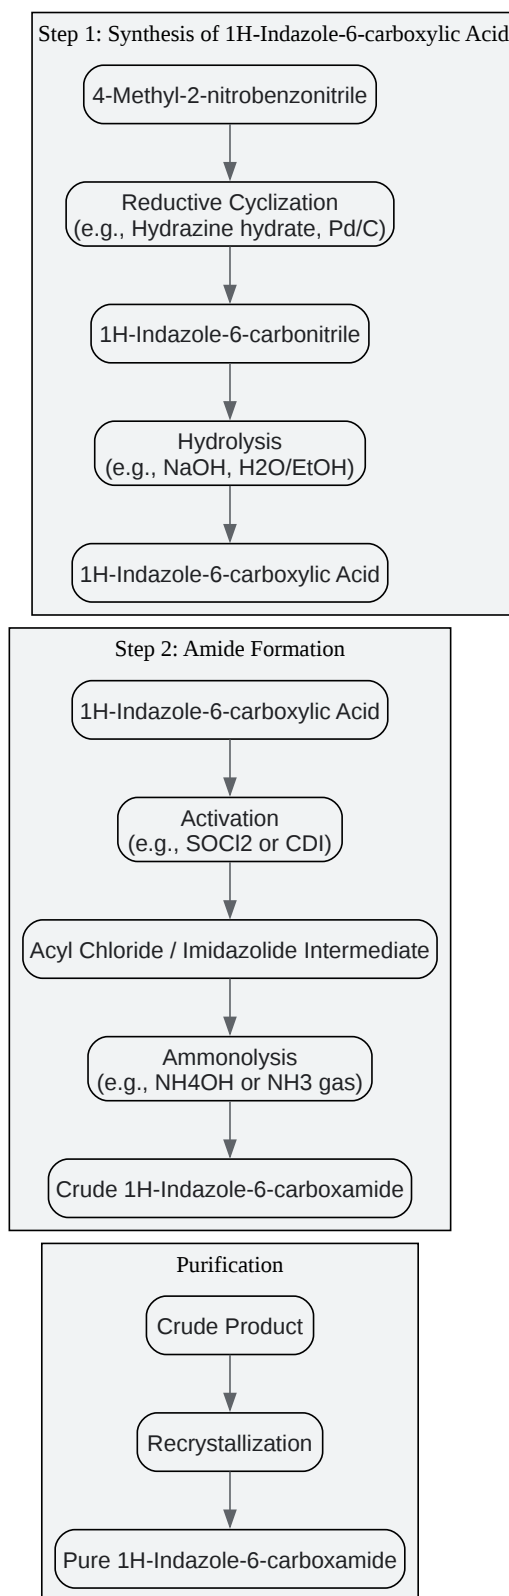 Step 1: Synthesis of 1H-Indazole-6-carboxylic Acid
4-Methyl-2-nitrobenzonitrile
Reductive Cyclization
(e.g., Hydrazine hydrate, Pd/C)
1H-Indazole-6-carbonitrile
Hydrolysis
(e.g., NaOH, H2O/EtOH)
1H-Indazole-6-carboxylic Acid
Step 2: Amide Formation
1H-Indazole-6-carboxylic Acid
Activation
(e.g., SOCl2 or CDI)
Acyl Chloride / Imidazolide Intermediate
Ammonolysis
(e.g., NH4OH or NH3 gas)
Crude 1H-Indazole-6-carboxamide
Purification
Crude Product
Recrystallization
Pure 1H-Indazole-6-carboxamide